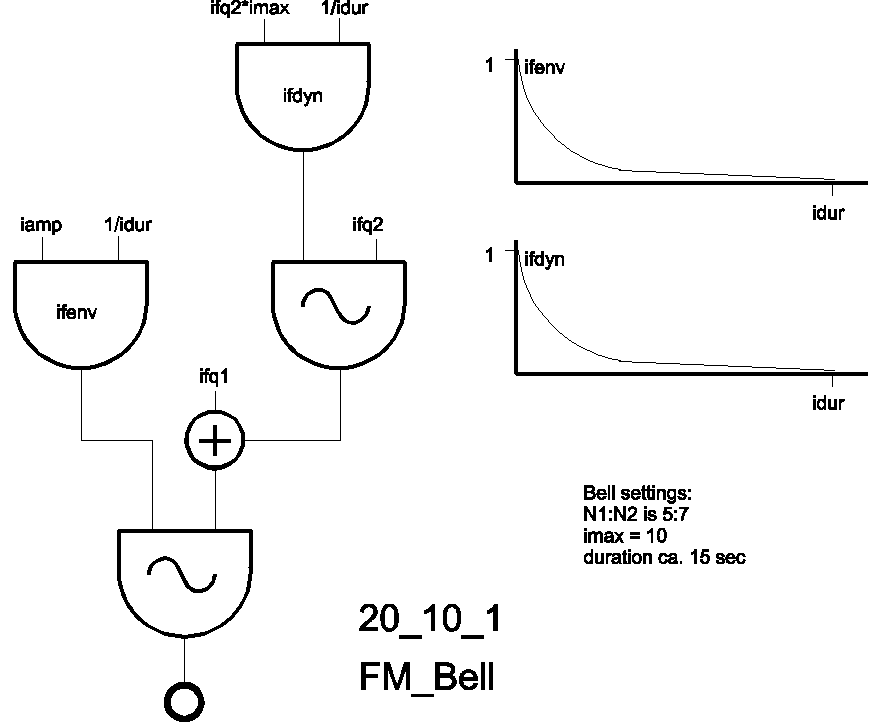 ifq2*imax 1/idur
ifdyn
1 ifenv
idur
iamp 1/idur
ifq2
ifenv
1 ifdyn
idur
ifq1
Bell settings:
N1:N2 is 5:7
imax = 10
duration ca. 15 sec
20_10_1
FM_Bell